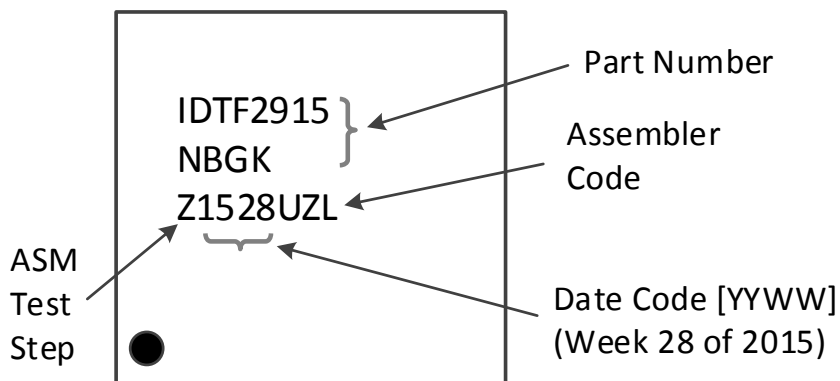 IDTF2915
NBGK
Z1528UZL
Part Number
Assembler
Code
ASM
Test
Step
Date Code [YYWW]
(Week 28 of 2015)